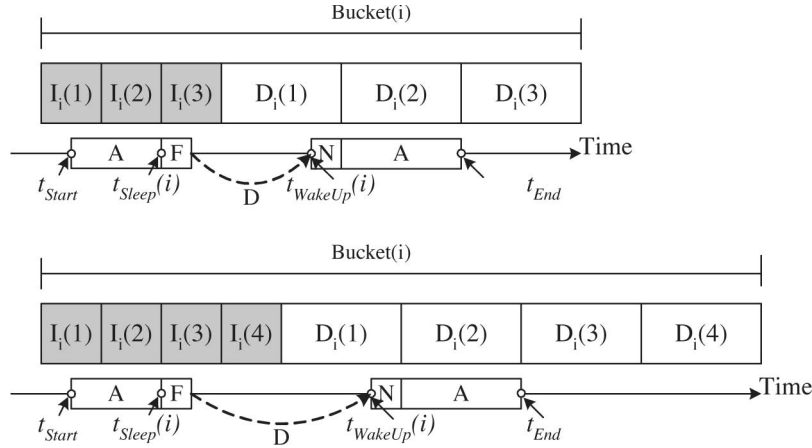 Bucket(i)
I_i(1) I_i(2) I_i(3) D_i(1) D_i(2) D_i(3)
A F N A Time
t_Start t_Sleep(i) D t_WakeUp(i) t_End
Bucket(i)
I_i(1) I_i(2) I_i(3) I_i(4) D_i(1) D_i(2) D_i(3) D_i(4)
A F N A Time
t_Start t_Sleep(i) D t_WakeUp(i) t_End